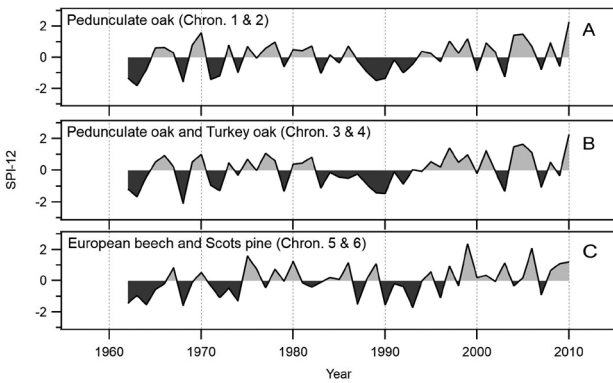 Pedunculate oak (Chron. 1 & 2)
A
2
0
-2
Pedunculate oak and Turkey oak (Chron. 3 & 4)
B
2
0
-2
SPI-12
European beech and Scots pine (Chron. 5 & 6)
C
2
0
-2
1960 1970 1980 1990 2000 2010
Year